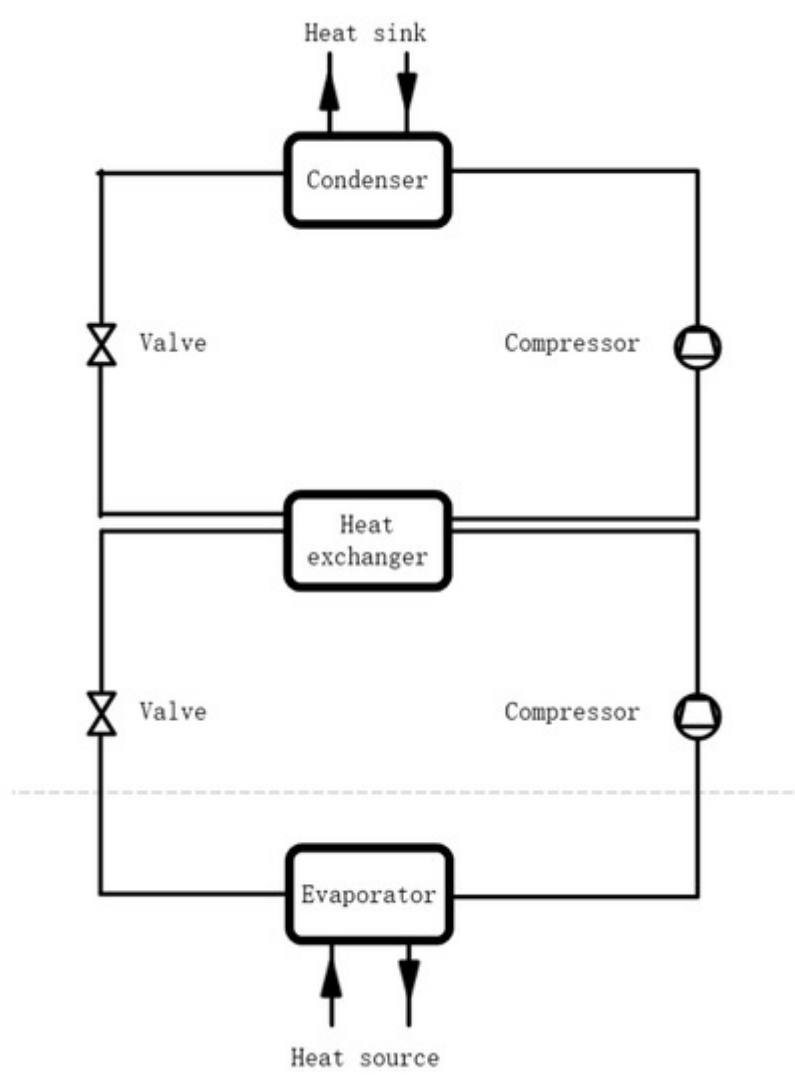 Heat sink
Condenser
Valve
Compressor
Heat
exchanger
Valve
Compressor
Evaporator
Heat source